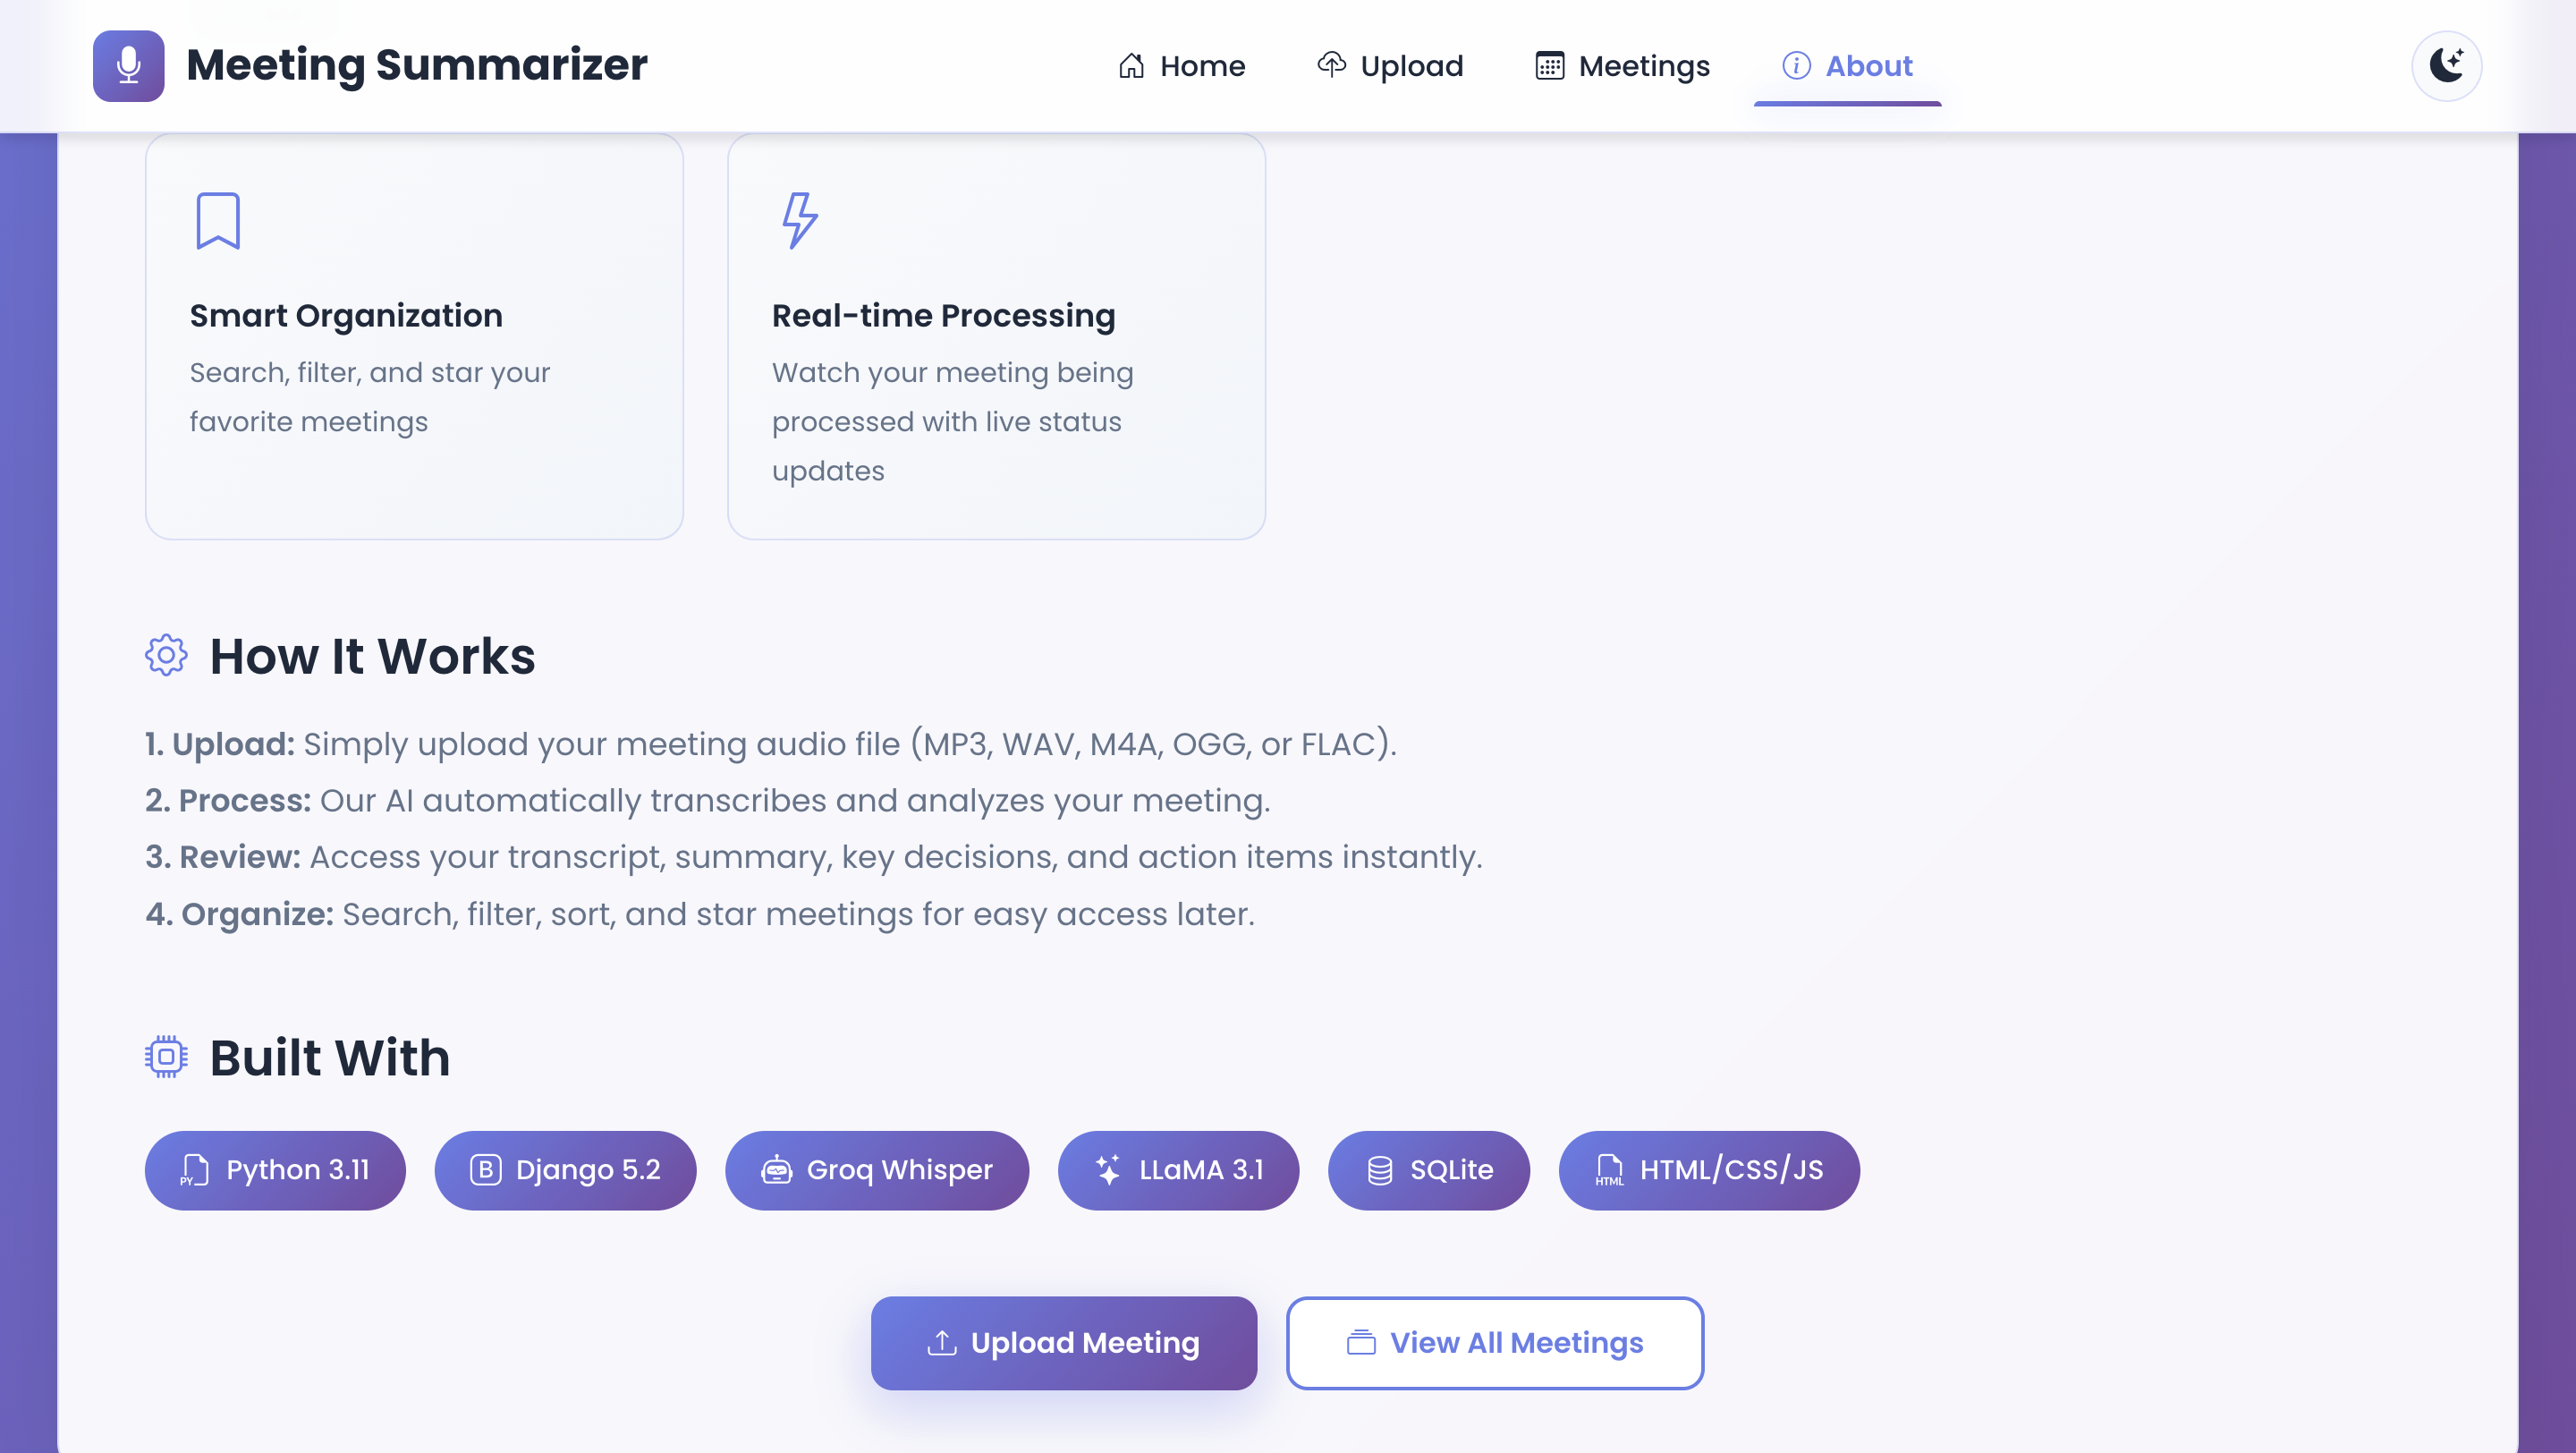 Meeting Summarizer
Home
Upload
Meetings
About
Smart Organization
Search, filter, and star your
favorite meetings
Real-time Processing
Watch your meeting being
processed with live status
updates
How It Works
1. Upload: Simply upload your meeting audio file (MP3, WAV, M4A, OGG, or FLAC).
2. Process: Our AI automatically transcribes and analyzes your meeting.
3. Review: Access your transcript, summary, key decisions, and action items instantly.
4. Organize: Search, filter, sort, and star meetings for easy access later.
Built With
PY Python 3.11
B Django 5.2
Groq Whisper
LLaMA 3.1
SQLite
HTML HTML/CSS/JS
Upload Meeting
View All Meetings